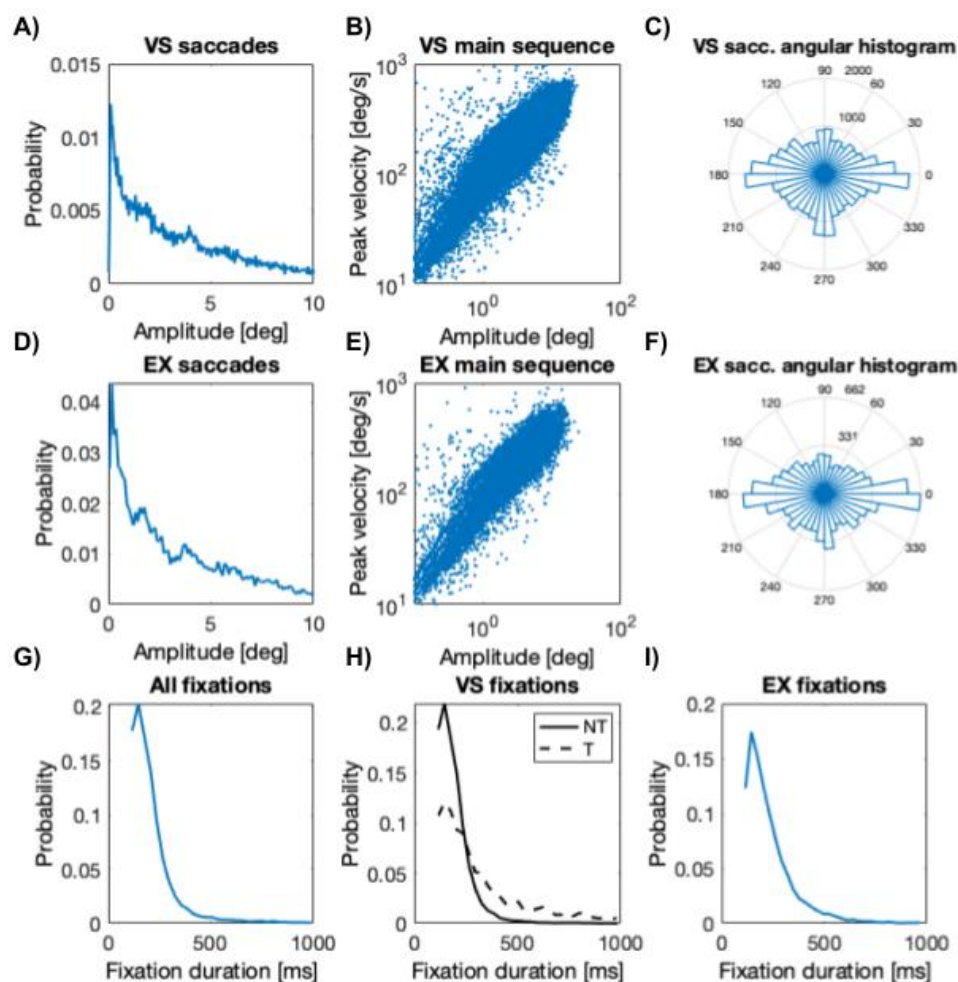 A)
VS saccades
0.015
0.01
0.005
0
Probability
0
5
10
Amplitude [deg]
B)
VS main sequence
10³
10²
10¹
Peak velocity [deg/s]
10⁰
10²
Amplitude [deg]
C)
VS sacc. angular histogram
90
2000
120
60
1000
150
30
180
0
210
330
240
300
270
D)
EX saccades
0.04
0.03
0.02
0.01
0
Probability
0
5
10
Amplitude [deg]
E)
EX main sequence
10³
10²
10¹
Peak velocity [deg/s]
10⁰
10²
Amplitude [deg]
F)
EX sacc. angular histogram
90
662
120
60
331
150
30
180
0
210
330
240
300
270
G)
All fixations
0.2
0.15
0.1
0.05
0
Probability
0
500
1000
Fixation duration [ms]
H)
VS fixations
NT
T
0.2
0.15
0.1
0.05
0
Probability
0
500
1000
Fixation duration [ms]
I)
EX fixations
0.2
0.15
0.1
0.05
0
Probability
0
500
1000
Fixation duration [ms]